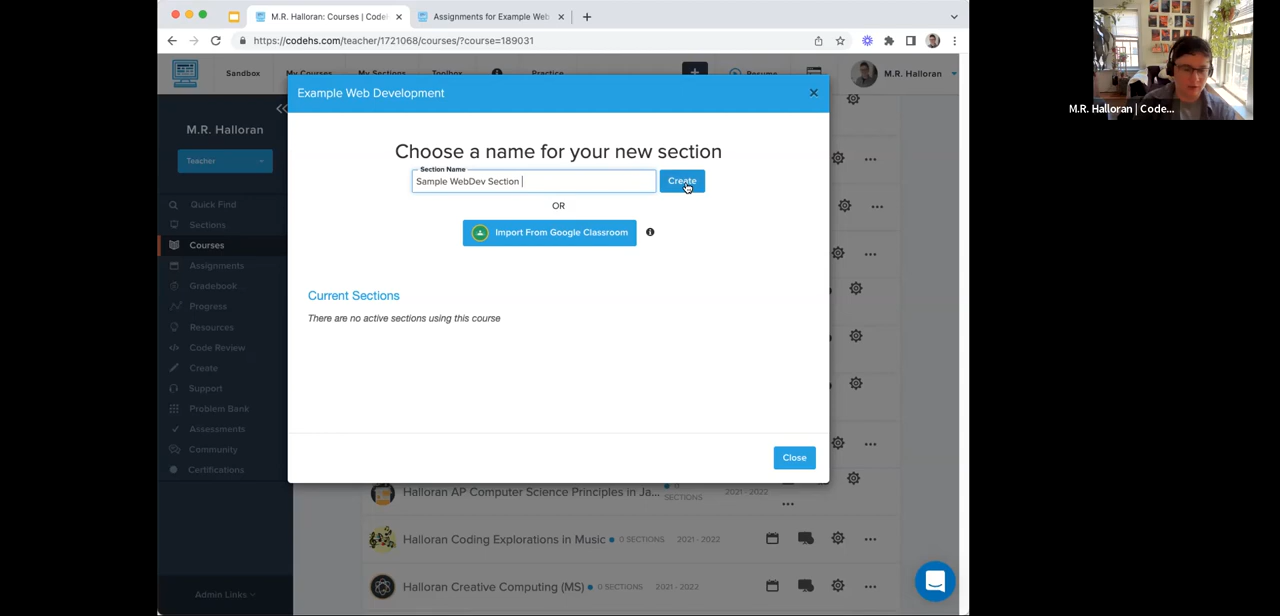 M.R. Halloran: Courses | CodeH
Assignments for Example Web
https://codehs.com/teacher/1721068/courses/?course=189031
Sandbox
My Courses
My Sections
Toolbox
Practice
Resume
M.R. Halloran
M.R. Halloran | Code...
Example Web Development
M.R. Halloran
Teacher
Choose a name for your new section
Section Name
Sample WebDev Section
Create
OR
Import From Google Classroom
Quick Find
Sections
Courses
Assignments
Gradebook
Progress
Resources
Code Review
Create
Support
Problem Bank
Assessments
Community
Certifications
Admin Links
Current Sections
There are no active sections using this course
Close
Halloran AP Computer Science Principles in Ja...
SECTIONS
2021 - 2022
Halloran Coding Explorations in Music
0 SECTIONS
2021 - 2022
Halloran Creative Computing (MS)
0 SECTIONS
2021 - 2022